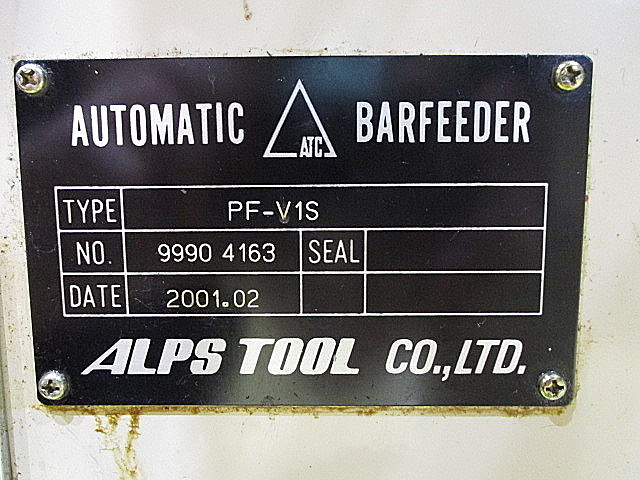 AUTOMATIC ATC BARFEEDER
TYPE PF-V1S
NO. 9990 4163 SEAL
DATE 2001.02
ALPS TOOL CO.,LTD.